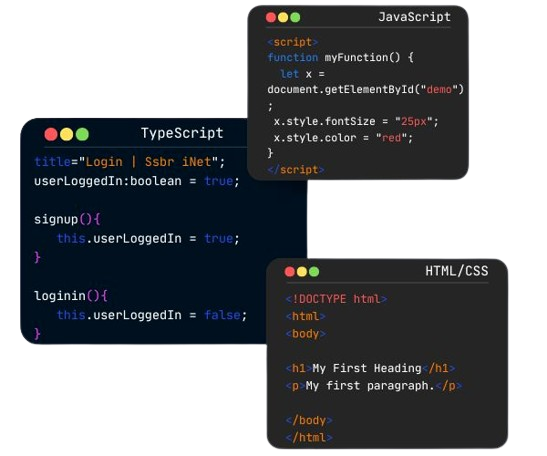 JavaScript
<script>
function myFunction() {
let x =
document.getElementById("demo")
;
x.style.fontSize = "25px";
x.style.color = "red";
}
</script>
TypeScript
title="Login | Ssbr iNet";
userLoggedIn:boolean = true;
signup(){
this.userLoggedIn = true;
}
loginin(){
this.userLoggedIn = false;
}
HTML/CSS
<!DOCTYPE html>
<html>
<body>
<h1>My First Heading</h1>
<p>My first paragraph.</p>
</body>
</html>